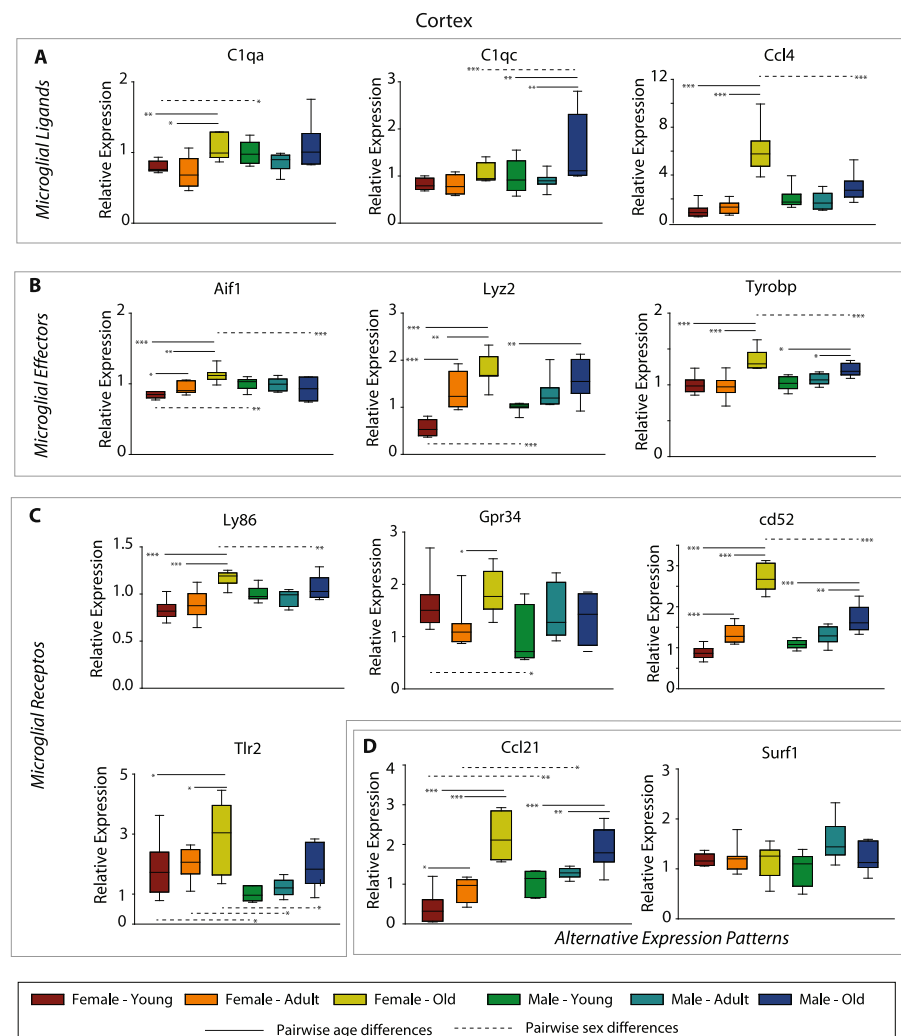 Cortex
A
Microglial Ligands
C1qa
Relative Expression
2
1
0
**
*
*
C1qc
Relative Expression
3
2
1
0
***
**
**
Ccl4
Relative Expression
12
8
4
0
***
***
***
B
Microglial Effectors
Aif1
Relative Expression
2
1
0
***
**
*
***
**
Lyz2
Relative Expression
3
2
1
0
***
**
***
**
***
Tyrobp
Relative Expression
2
1
0
***
***
***
*
*
C
Microglial Receptos
Ly86
Relative Expression
1.5
1.0
0.5
0.0
***
***
**
Gpr34
Relative Expression
3
2
1
0
*
*
cd52
Relative Expression
3
2
1
0
***
***
***
***
***
**
Tlr2
Relative Expression
5
3
1
0
*
*
*
*
*
D
Ccl21
Relative Expression
4
3
2
1
0
*
**
***
***
*
***
**
Surf1
Relative Expression
3
2
1
0
Alternative Expression Patterns
Female - Young Female - Adult Female - Old Male - Young Male - Adult Male - Old
Pairwise age differences Pairwise sex differences